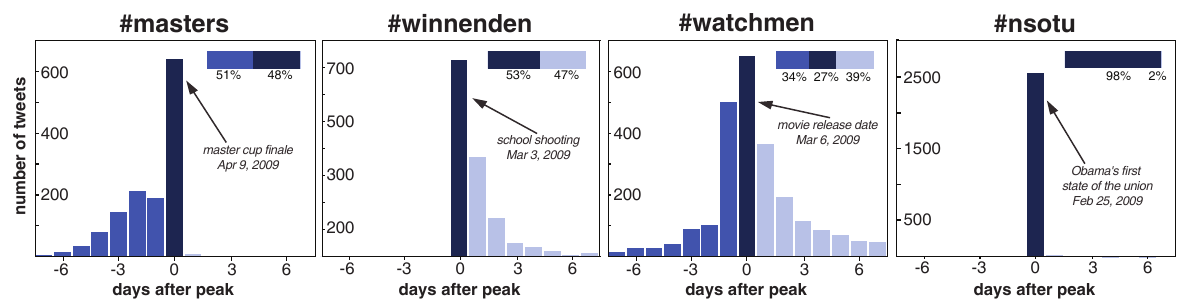 #masters
number of tweets
600
400
200
51% 48%
master cup finale
Apr 9, 2009
-6 -3 0 3 6
days after peak
#winnenden
700
500
300
200
53% 47%
school shooting
Mar 3, 2009
-6 -3 0 3 6
days after peak
#watchmen
600
400
200
34% 27% 39%
movie release date
Mar 6, 2009
-6 -3 0 3 6
days after peak
#nsotu
2500
1500
500
98% 2%
Obama's first
state of the union
Feb 25, 2009
-6 -3 0 3 6
days after peak